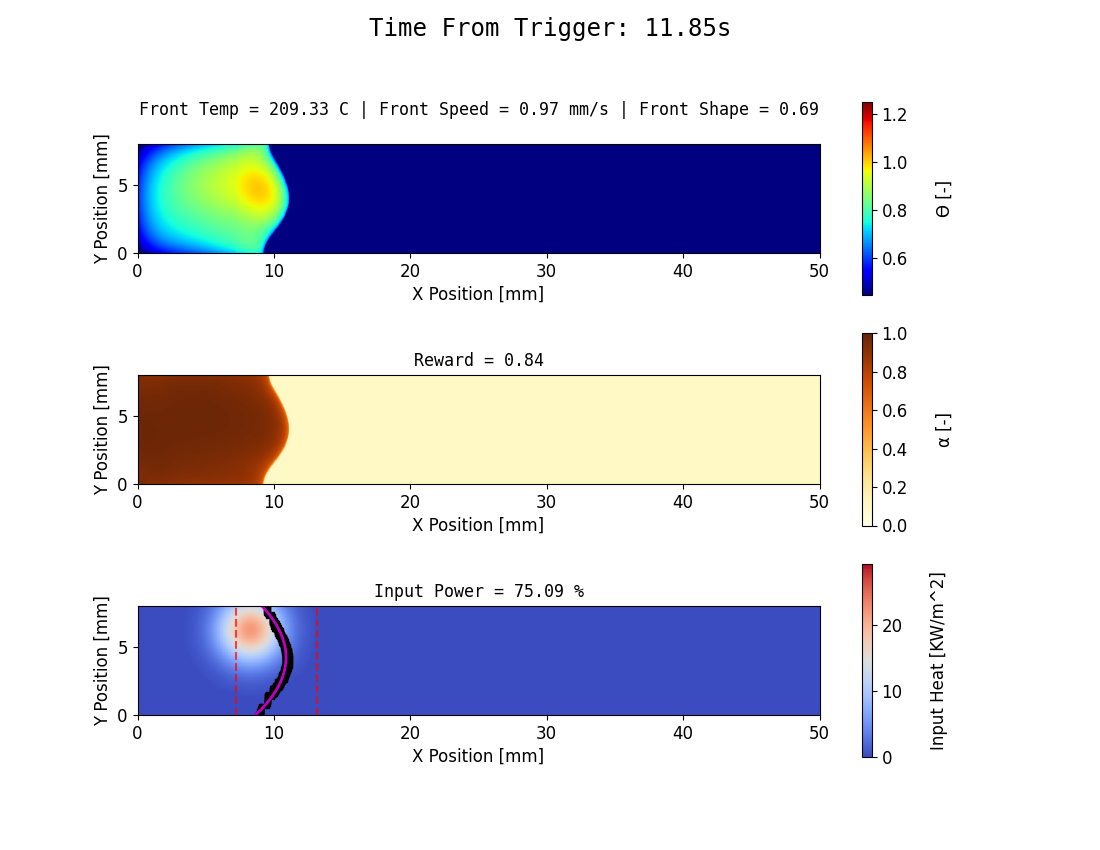 Time From Trigger: 11.85s
Front Temp = 209.33 C | Front Speed = 0.97 mm/s | Front Shape = 0.69
Y Position [mm]
5
0
0 10 20 30 40 50
X Position [mm]
1.2
1.0
0.8
0.6
Θ [-]
Reward = 0.84
Y Position [mm]
5
0
0 10 20 30 40 50
X Position [mm]
1.0
0.8
0.6
0.4
0.2
0.0
α [-]
Input Power = 75.09 %
Y Position [mm]
5
0
0 10 20 30 40 50
X Position [mm]
20
10
0
Input Heat [KW/m^2]